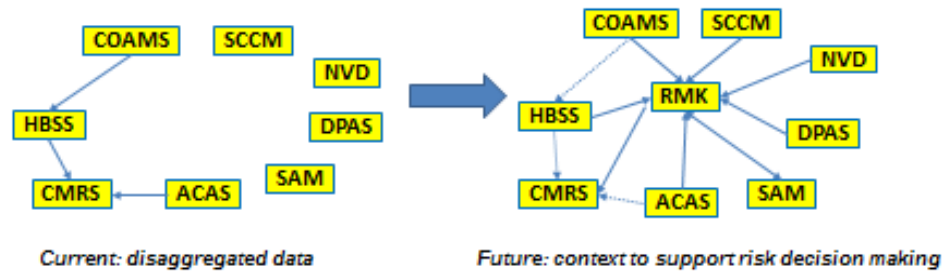 COAMS
SCCM
NVD
HBSS
DPAS
SAM
CMRS
ACAS
Current: disaggregated data
COAMS
SCCM
NVD
RMK
HBSS
DPAS
CMRS
ACAS
SAM
Future: context to support risk decision making